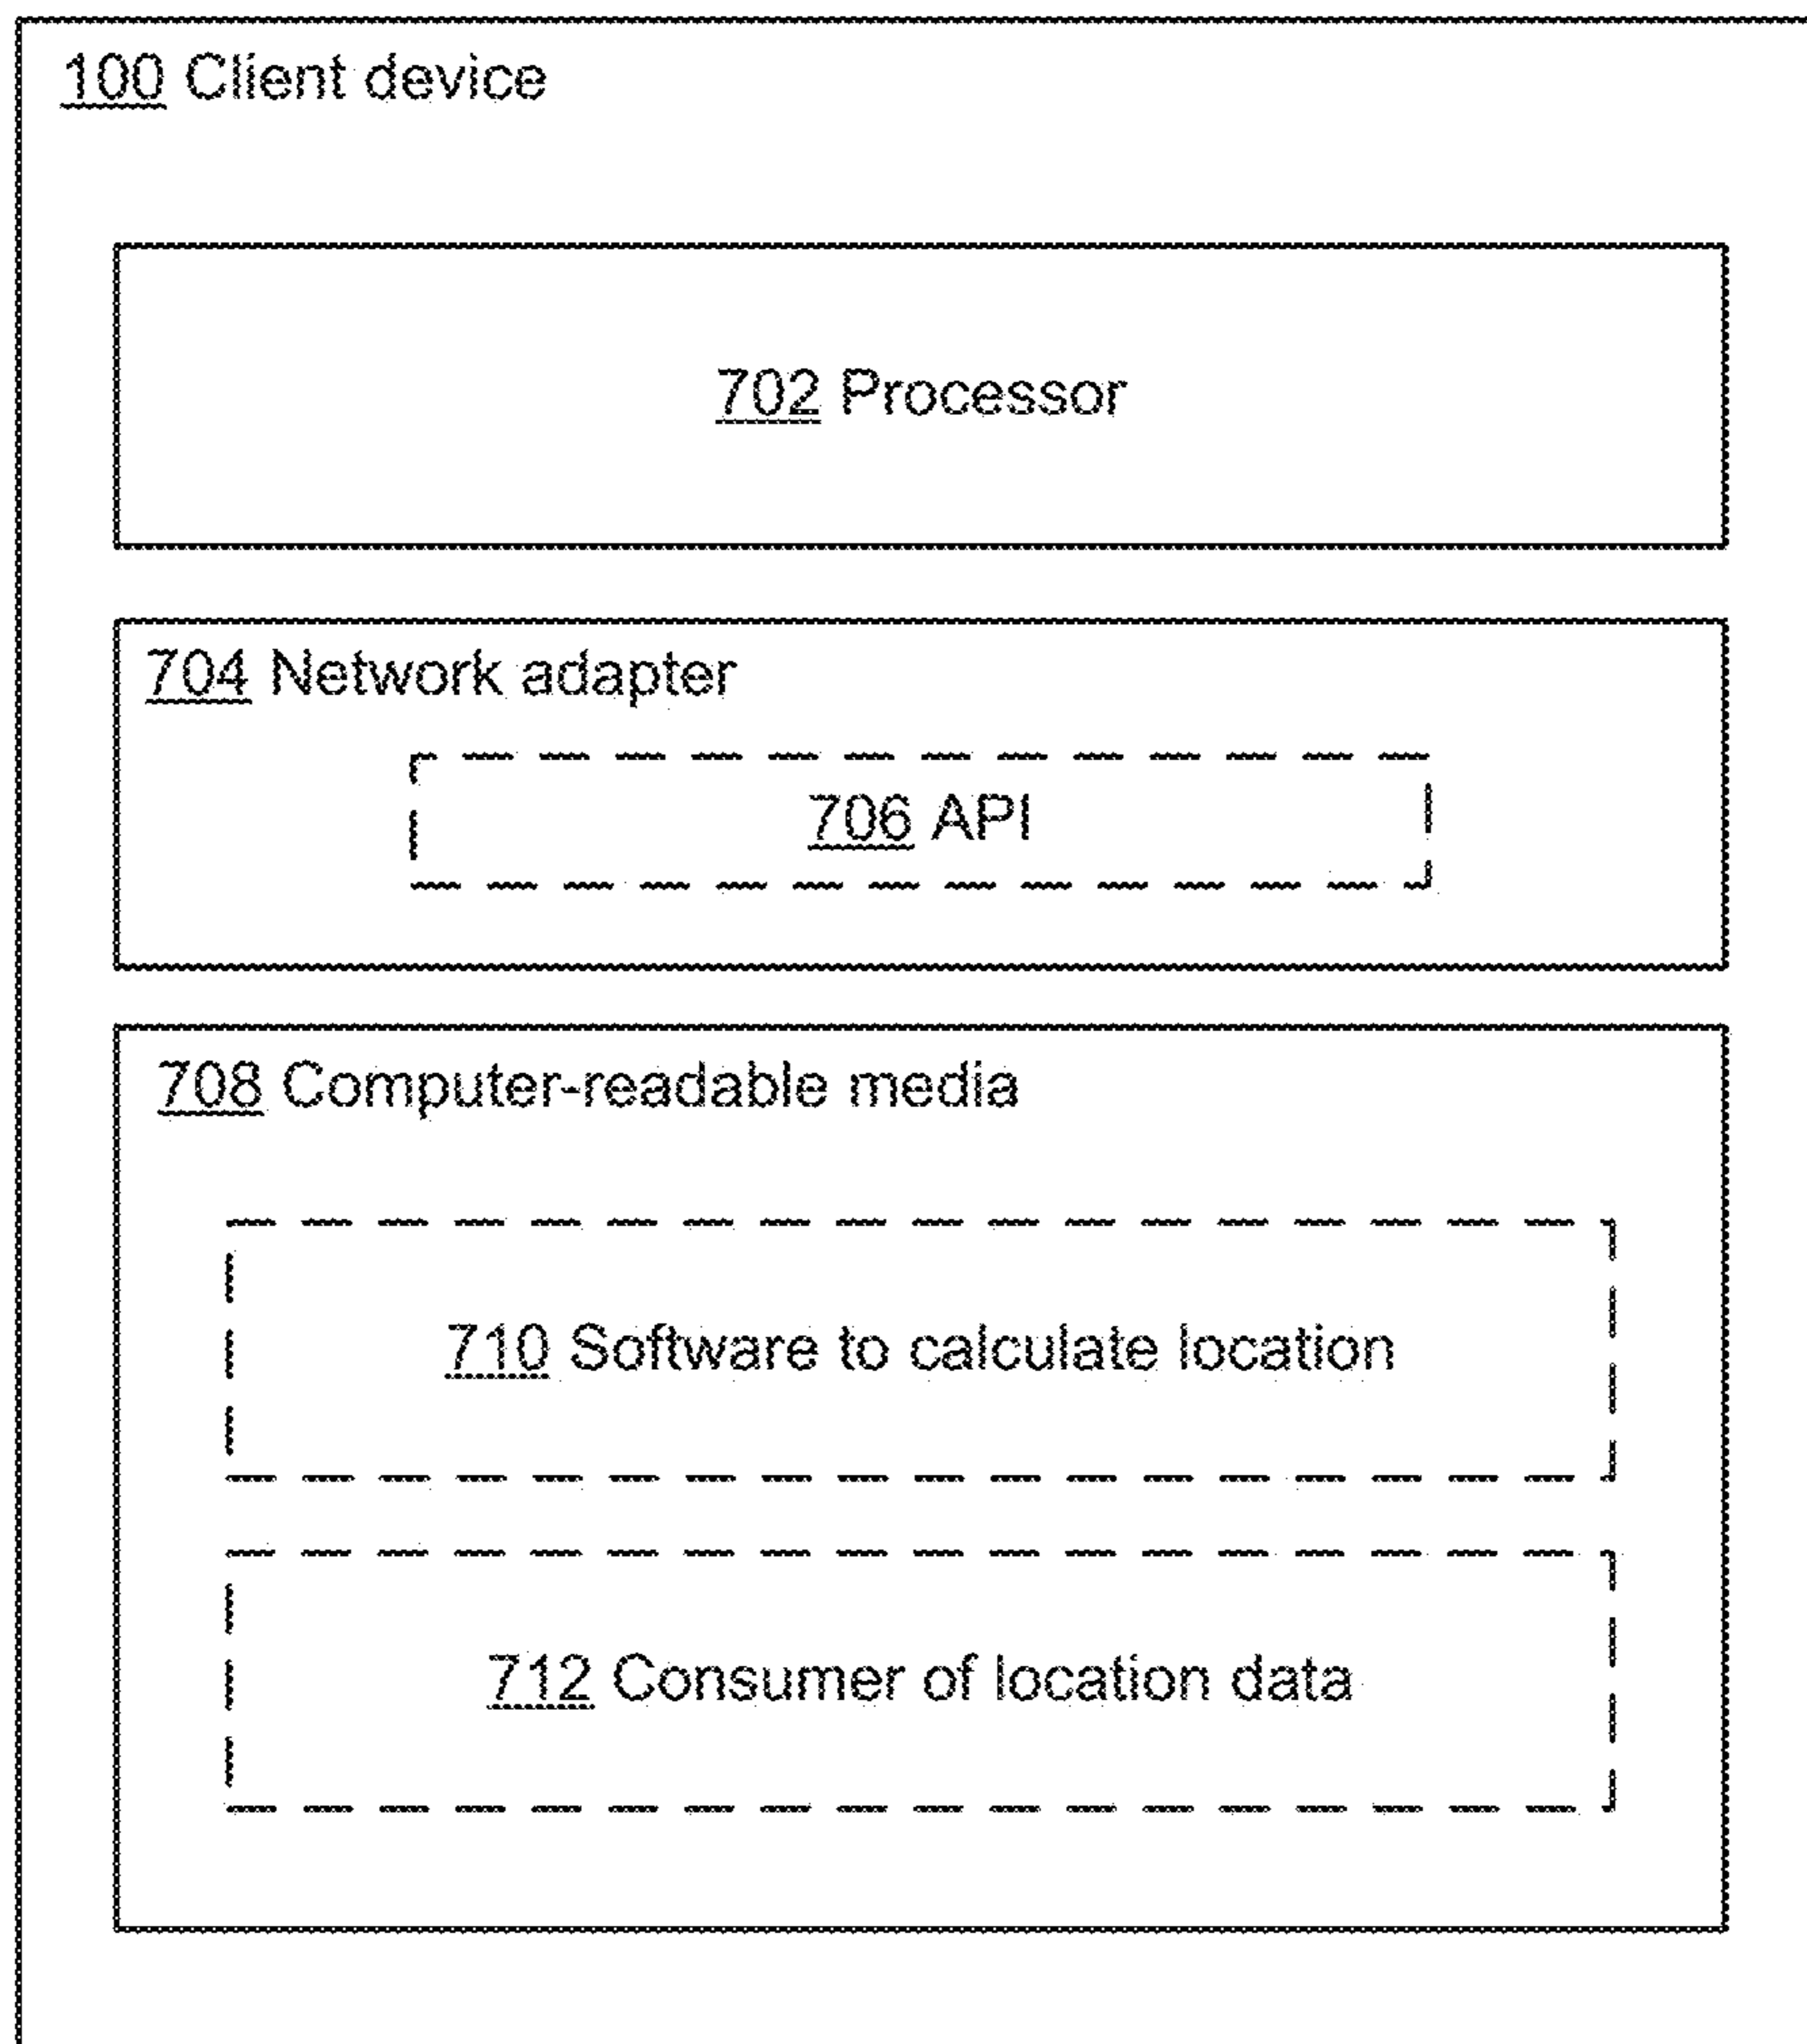 100 Client device
702 Processor
704 Network adapter
706 API
708 Computer-readable media
710 Software to calculate location
712 Consumer of location data